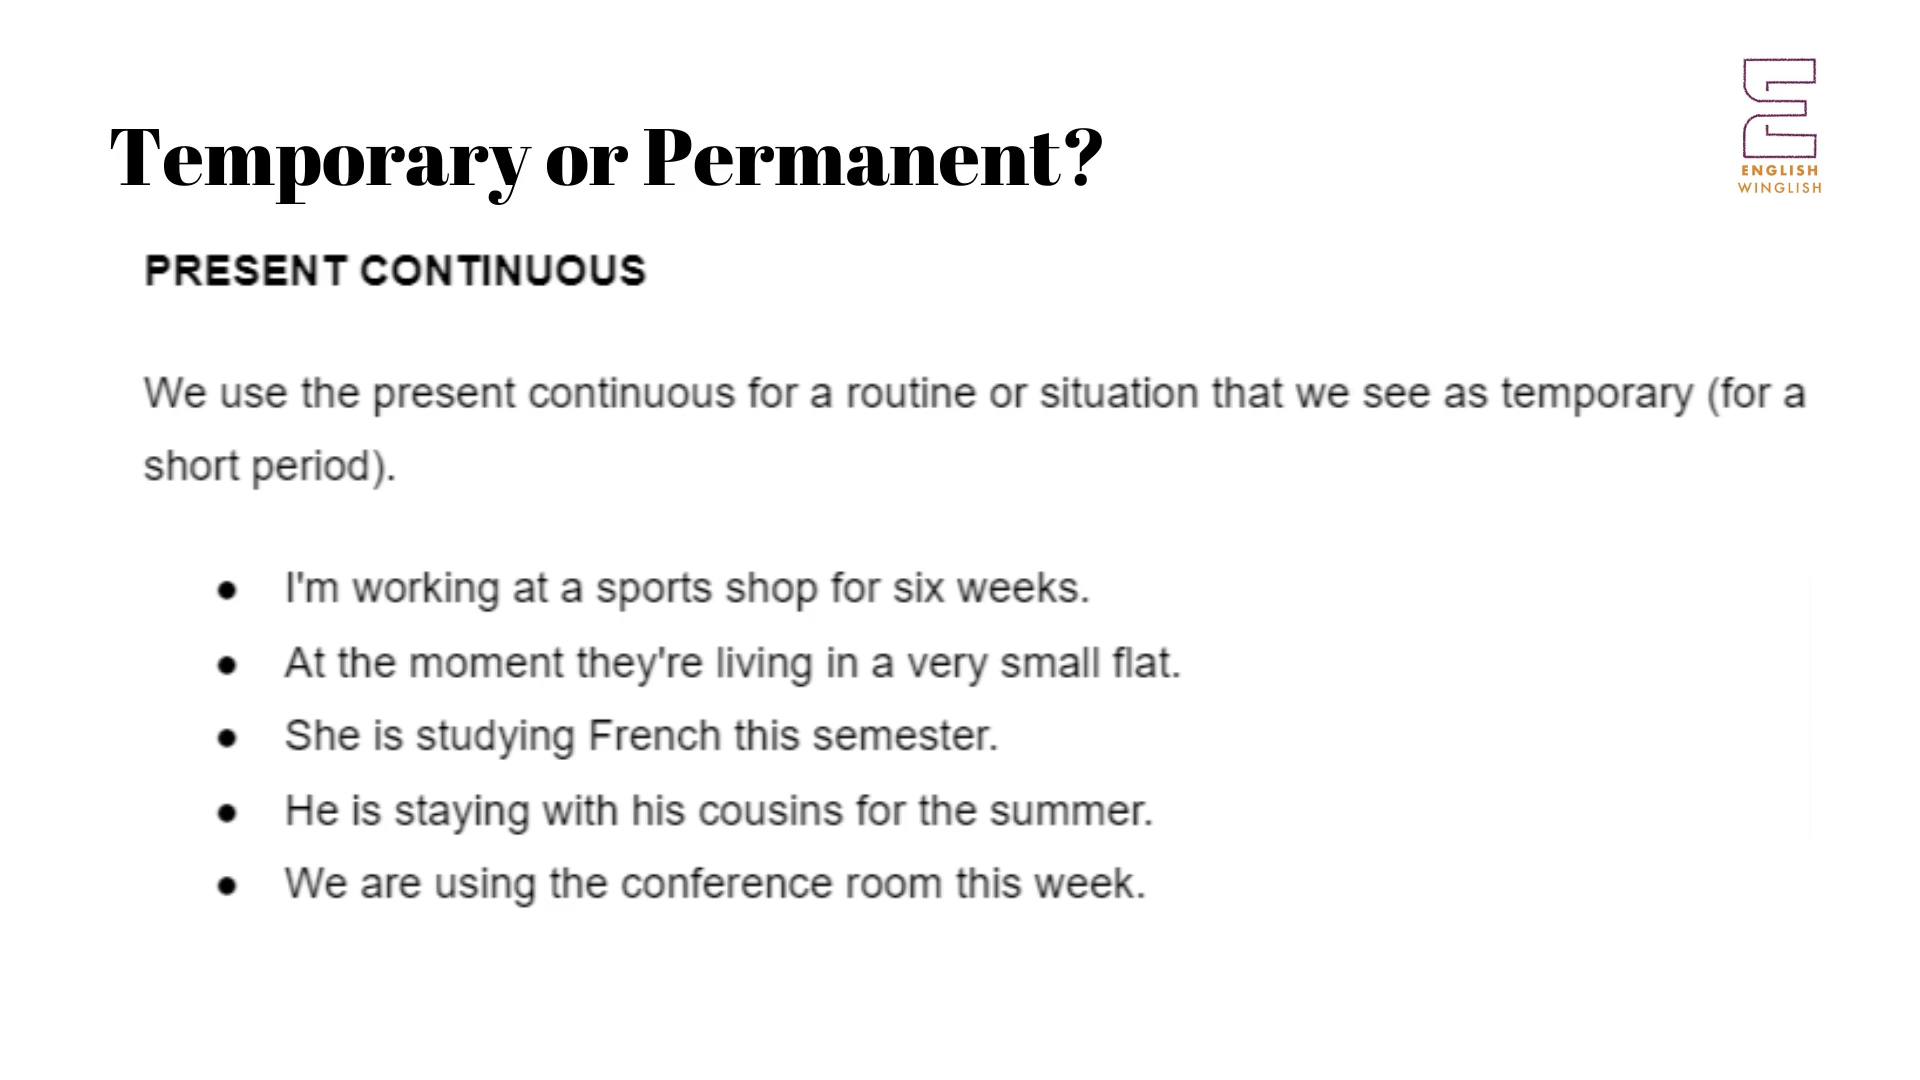 ENGLISH
WINGLISH
Temporary or Permanent?
PRESENT CONTINUOUS
We use the present continuous for a routine or situation that we see as temporary (for a
short period).
● I'm working at a sports shop for six weeks.
● At the moment they're living in a very small flat.
● She is studying French this semester.
● He is staying with his cousins for the summer.
● We are using the conference room this week.